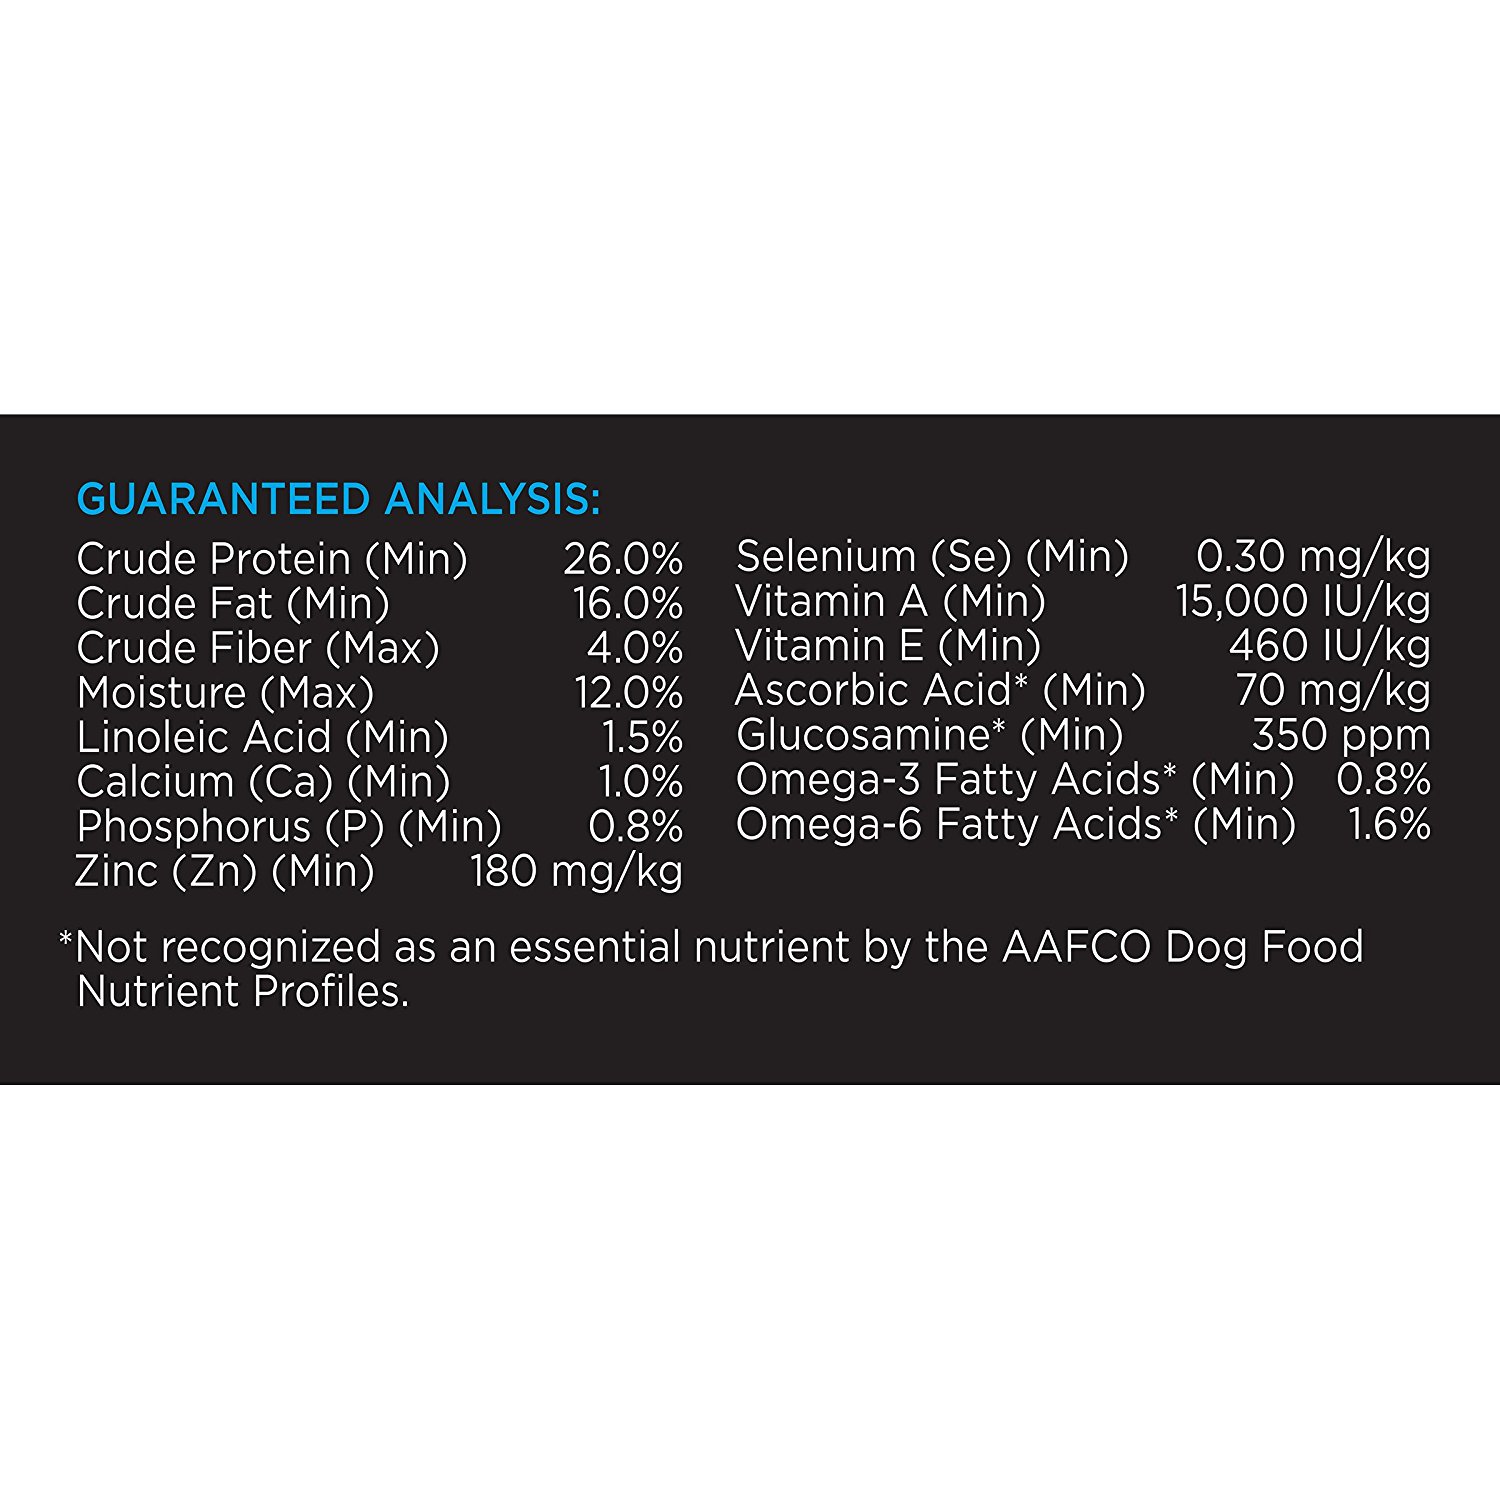 GUARANTEED ANALYSIS:
Crude Protein (Min) 26.0%
Crude Fat (Min) 16.0%
Crude Fiber (Max) 4.0%
Moisture (Max) 12.0%
Linoleic Acid (Min) 1.5%
Calcium (Ca) (Min) 1.0%
Phosphorus (P) (Min) 0.8%
Zinc (Zn) (Min) 180 mg/kg
Selenium (Se) (Min) 0.30 mg/kg
Vitamin A (Min) 15,000 IU/kg
Vitamin E (Min) 460 IU/kg
Ascorbic Acid* (Min) 70 mg/kg
Glucosamine* (Min) 350 ppm
Omega-3 Fatty Acids* (Min) 0.8%
Omega-6 Fatty Acids* (Min) 1.6%
*Not recognized as an essential nutrient by the AAFCO Dog Food
Nutrient Profiles.